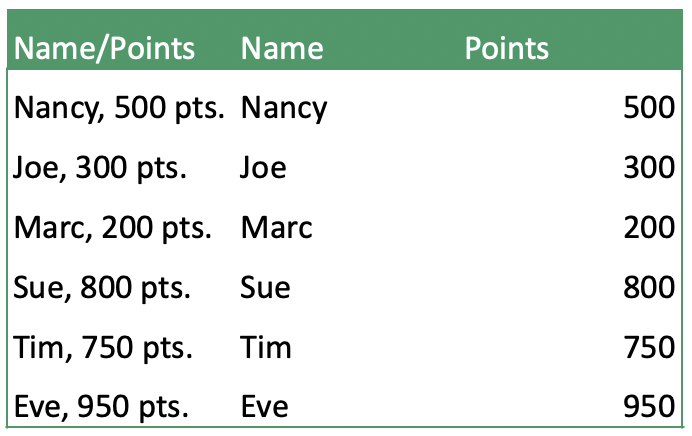 Name/Points Name Points
Nancy, 500 pts. Nancy 500
Joe, 300 pts. Joe 300
Marc, 200 pts. Marc 200
Sue, 800 pts. Sue 800
Tim, 750 pts. Tim 750
Eve, 950 pts. Eve 950